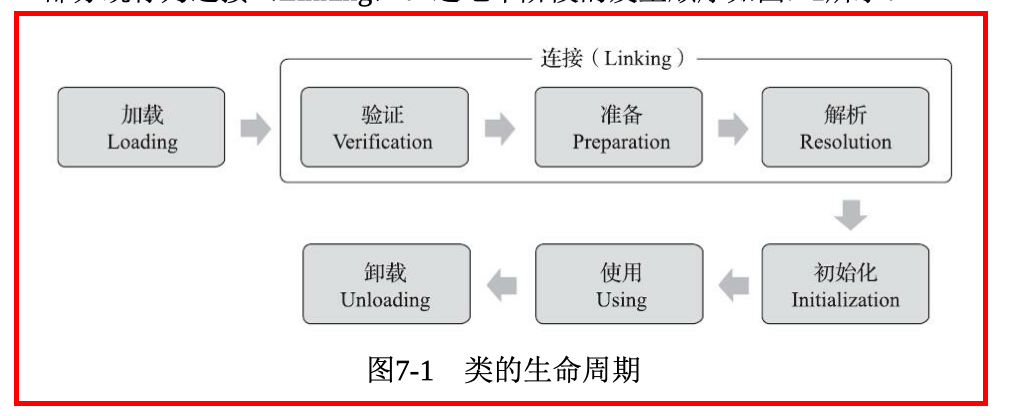 连接（Linking）
加载
Loading
验证
Verification
准备
Preparation
解析
Resolution
初始化
Initialization
使用
Using
卸载
Unloading
图7-1 类的生命周期